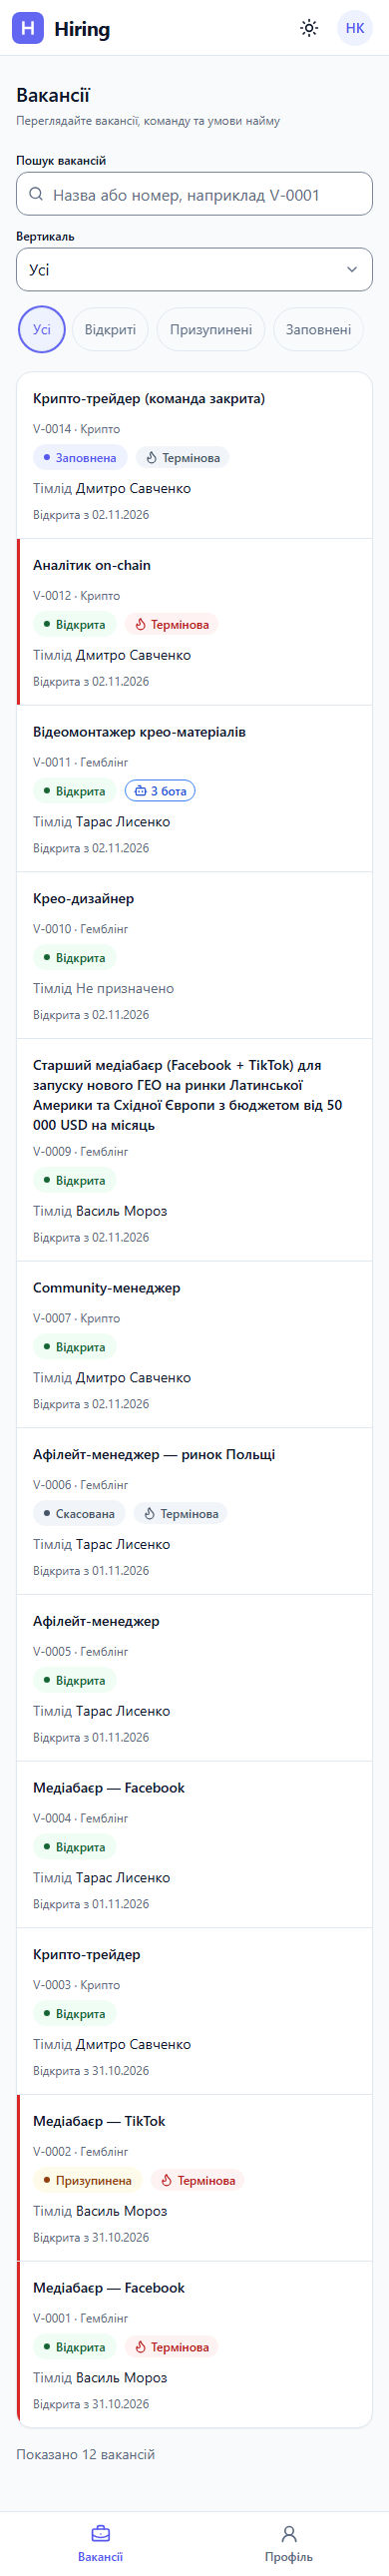 H Hiring
НК
Вакансії
Переглядайте вакансії, команду та умови найму
Пошук вакансій
Назва або номер, наприклад V-0001
Вертикаль
Усі
Усі Відкриті Призупинені Заповнені
Крипто-трейдер (команда закрита)
V-0014 · Крипто
Заповнена Термінова
Тімлід Дмитро Савченко
Відкрита з 02.11.2026
Аналітик on-chain
V-0012 · Крипто
Відкрита Термінова
Тімлід Дмитро Савченко
Відкрита з 02.11.2026
Відеомонтажер крео-матеріалів
V-0011 · Гемблінг
Відкрита З бота
Тімлід Тарас Лисенко
Відкрита з 02.11.2026
Крео-дизайнер
V-0010 · Гемблінг
Відкрита
Тімлід Не призначено
Відкрита з 02.11.2026
Старший медіабаєр (Facebook + TikTok) для
запуску нового ГЕО на ринки Латинської
Америки та Східної Європи з бюджетом від 50
000 USD на місяць
V-0009 · Гемблінг
Відкрита
Тімлід Василь Мороз
Відкрита з 02.11.2026
Community-менеджер
V-0007 · Крипто
Відкрита
Тімлід Дмитро Савченко
Відкрита з 02.11.2026
Афілейт-менеджер — ринок Польщі
V-0006 · Гемблінг
Скасована Термінова
Тімлід Тарас Лисенко
Відкрита з 01.11.2026
Афілейт-менеджер
V-0005 · Гемблінг
Відкрита
Тімлід Тарас Лисенко
Відкрита з 01.11.2026
Медіабаєр — Facebook
V-0004 · Гемблінг
Відкрита
Тімлід Тарас Лисенко
Відкрита з 01.11.2026
Крипто-трейдер
V-0003 · Крипто
Відкрита
Тімлід Дмитро Савченко
Відкрита з 31.10.2026
Медіабаєр — TikTok
V-0002 · Гемблінг
Призупинена Термінова
Тімлід Василь Мороз
Відкрита з 31.10.2026
Медіабаєр — Facebook
V-0001 · Гемблінг
Відкрита Термінова
Тімлід Василь Мороз
Відкрита з 31.10.2026
Показано 12 вакансій
Вакансії Профіль